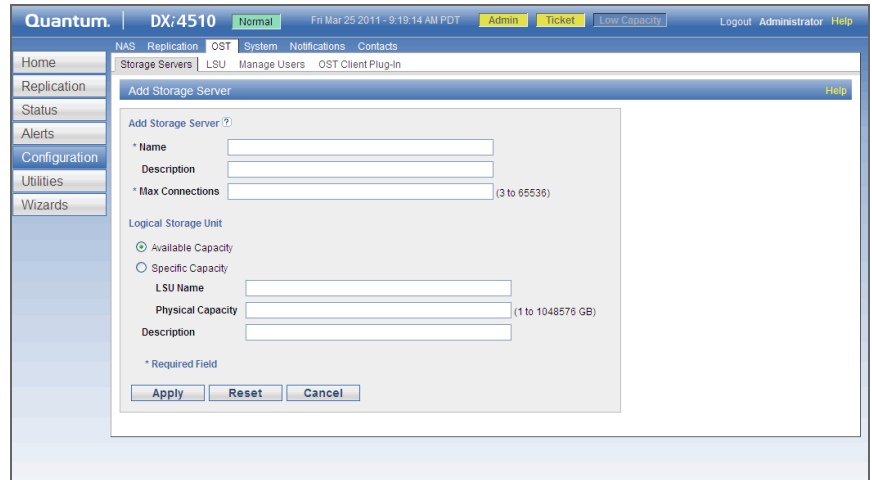 Quantum. DXi4510 Normal Fri Mar 25 2011 - 9:19:14 AM PDT Admin Ticket Low Capacity Logout Administrator Help
NAS Replication OST System Notifications Contacts
Storage Servers LSU Manage Users OST Client Plug-In
Home
Replication
Status
Alerts
Configuration
Utilities
Wizards
Add Storage Server Help
Add Storage Server ?
* Name
Description
* Max Connections (3 to 65536)
Logical Storage Unit
Available Capacity
Specific Capacity
LSU Name
Physical Capacity (1 to 1048576 GB)
Description
* Required Field
Apply Reset Cancel